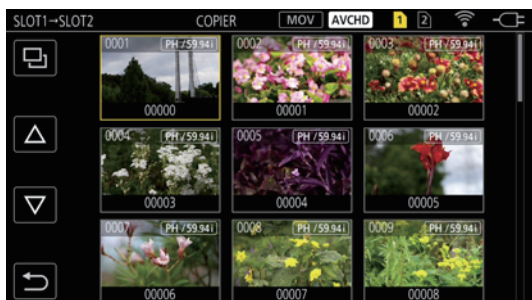 SLOT1→SLOT2 COPIER MOV AVCHD 1 2
0001 PH/59.94i 0002 PH/59.94i 0003 PH/59.94i
00000 00001 00002
0004 PH/59.94i 0005 PH/59.94i 0006 PH/59.94i
00003 00004 00005
0007 PH/59.94i 0008 PH/59.94i 0009 PH/59.94i
00006 00007 00008